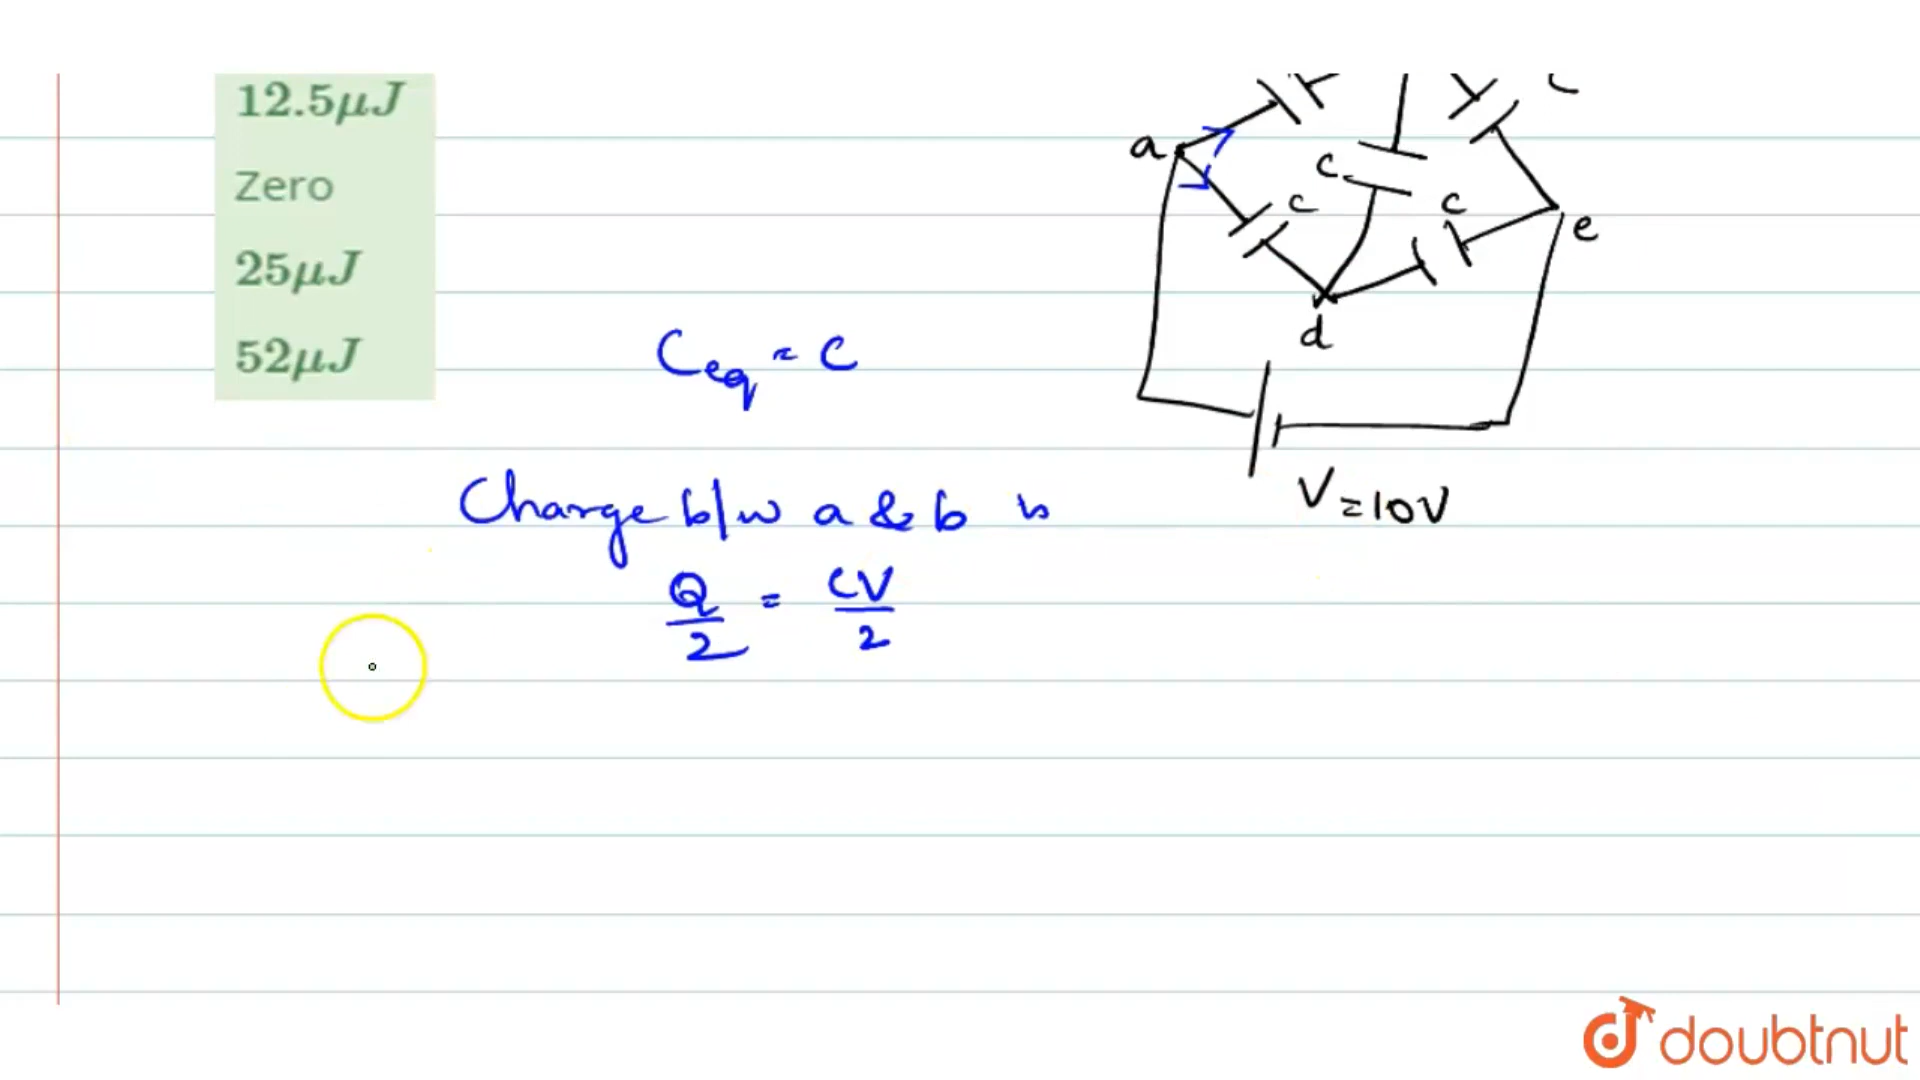 12.5μJ
Zero
25μJ
52μJ
a
c
c
c
c
e
d
V=10V
Ceq = C
Charge b/w a & b is
Q/2 = CV/2
doubtnut